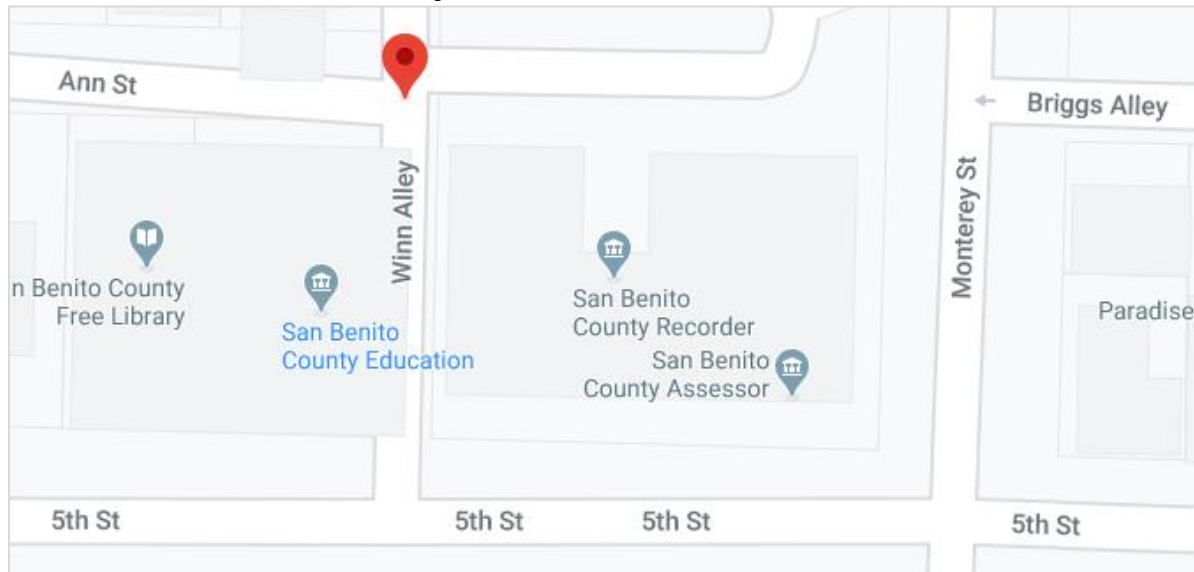 Ann St
Briggs Alley
Winn Alley
Monterey St
n Benito County
Free Library
San Benito
County Education
San Benito
County Recorder
San Benito
County Assessor
Paradise
5th St
5th St
5th St
5th St